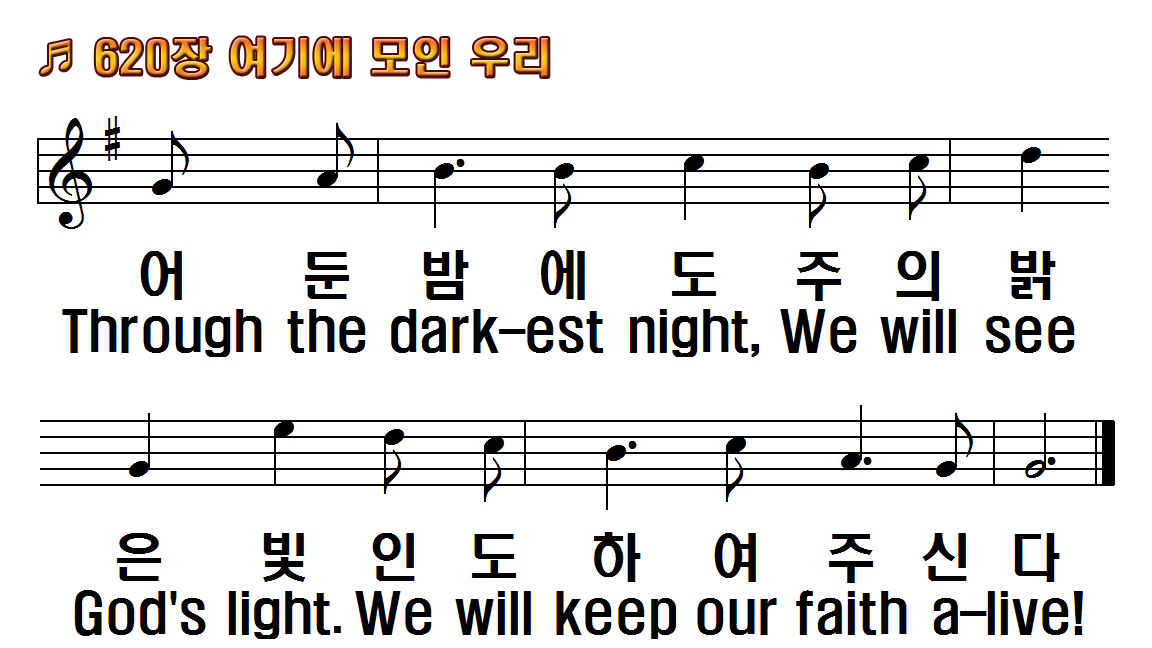 620장 여기에 모인 우리
어 둔 밤 에 도 주 의 밝
Through the dark-est night, We will see
은 빛 인 도 하 여 주 신 다
God's light. We will keep our faith a-live!